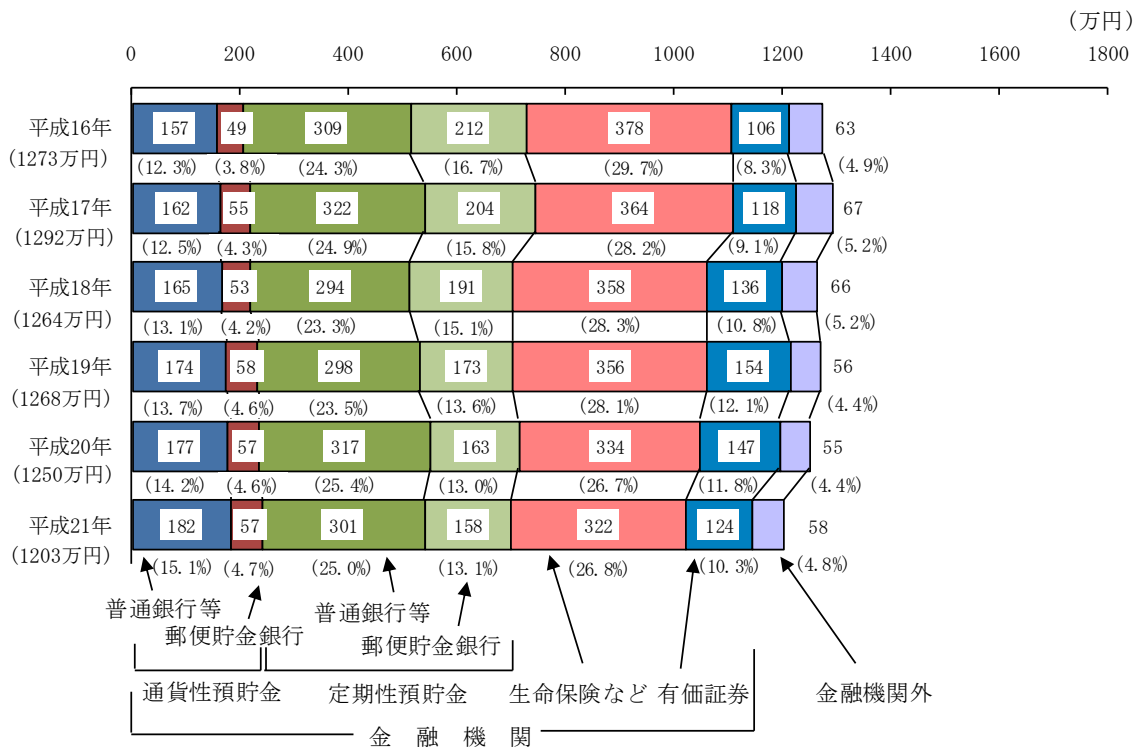 (万円)
0 200 400 600 800 1000 1200 1400 1600 1800
平成16年 157 49 309 212 378 106 63
(1273万円) (12.3%) (3.8%) (24.3%) (16.7%) (29.7%) (8.3%) (4.9%)
平成17年 162 55 322 204 364 118 67
(1292万円) (12.5%) (4.3%) (24.9%) (15.8%) (28.2%) (9.1%) (5.2%)
平成18年 165 53 294 191 358 136 66
(1264万円) (13.1%) (4.2%) (23.3%) (15.1%) (28.3%) (10.8%) (5.2%)
平成19年 174 58 298 173 356 154 56
(1268万円) (13.7%) (4.6%) (23.5%) (13.6%) (28.1%) (12.1%) (4.4%)
平成20年 177 57 317 163 334 147 55
(1250万円) (14.2%) (4.6%) (25.4%) (13.0%) (26.7%) (11.8%) (4.4%)
平成21年 182 57 301 158 322 124 58
(1203万円) (15.1%) (4.7%) (25.0%) (13.1%) (26.8%) (10.3%) (4.8%)
普通銀行等 普通銀行等
郵便貯金銀行 郵便貯金銀行
通貨性預貯金 定期性預貯金 生命保険など 有価証券 金融機関外
金 融 機 関